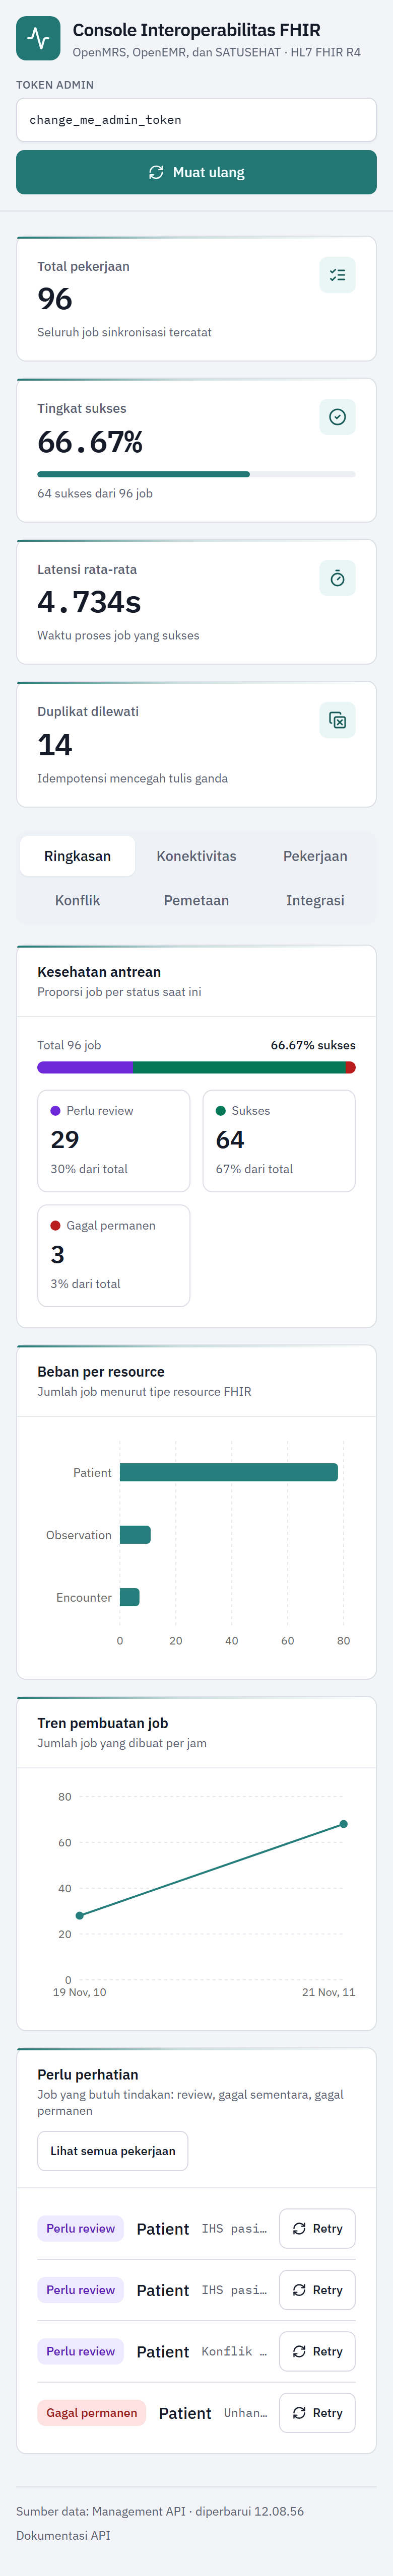 Console Interoperabilitas FHIR
OpenMRS, OpenEMR, dan SATUSEHAT · HL7 FHIR R4
TOKEN ADMIN
change_me_admin_token
Muat ulang
Total pekerjaan
96
Seluruh job sinkronisasi tercatat
Tingkat sukses
66.67%
64 sukses dari 96 job
Latensi rata-rata
4.734s
Waktu proses job yang sukses
Duplikat dilewati
14
Idempotensi mencegah tulis ganda
Ringkasan Konektivitas Pekerjaan
Konflik Pemetaan Integrasi
Kesehatan antrean
Proporsi job per status saat ini
Total 96 job 66.67% sukses
Perlu review
29
30% dari total
Sukses
64
67% dari total
Gagal permanen
3
3% dari total
Beban per resource
Jumlah job menurut tipe resource FHIR
Patient
Observation
Encounter
0 20 40 60 80
Tren pembuatan job
Jumlah job yang dibuat per jam
80
60
40
20
0
19 Nov, 10 21 Nov, 11
Perlu perhatian
Job yang butuh tindakan: review, gagal sementara, gagal
permanen
Lihat semua pekerjaan
Perlu review Patient IHS pasi… Retry
Perlu review Patient IHS pasi… Retry
Perlu review Patient Konflik … Retry
Gagal permanen Patient Unhan… Retry
Sumber data: Management API · diperbarui 12.08.56
Dokumentasi API